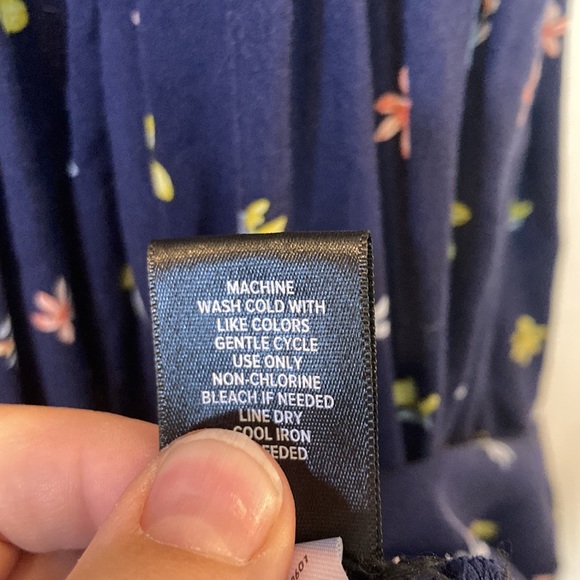 MACHINE
WASH COLD WITH
LIKE COLORS
GENTLE CYCLE
USE ONLY
NON-CHLORINE
BLEACH IF NEEDED
LINE DRY
COOL IRON
NEEDED